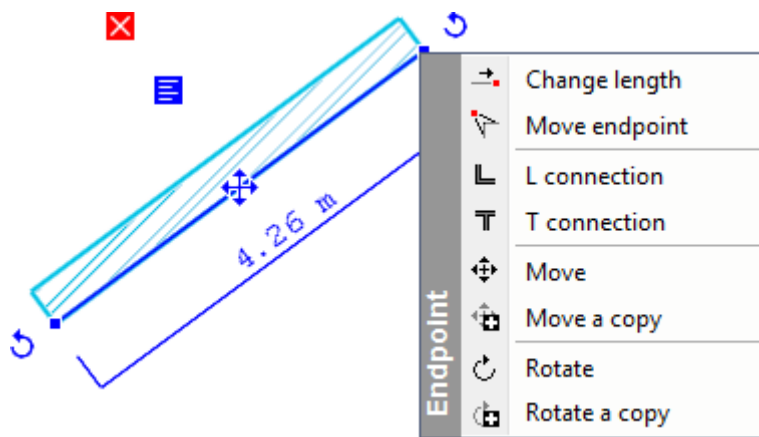 4.26 m
Endpoint
Change length
Move endpoint
L connection
T connection
Move
Move a copy
Rotate
Rotate a copy